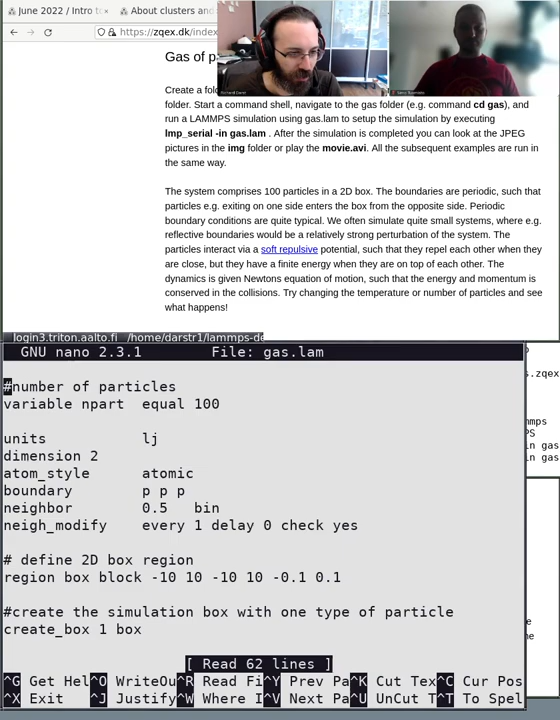 June 2022 / Intro t
About clusters and
https://zqex.dk/index
Gas of p
Create a fol
folder. Start a command shell, navigate to the gas folder (e.g. command cd gas), and
run a LAMMPS simulation using gas.lam to setup the simulation by executing
lmp_serial -in gas.lam . After the simulation is completed you can look at the JPEG
pictures in the img folder or play the movie.avi. All the subsequent examples are run in
the same way.
The system comprises 100 particles in a 2D box. The boundaries are periodic, such that
particles e.g. exiting on one side enters the box from the opposite side. Periodic
boundary conditions are quite typical. We often simulate quite small systems, where e.g.
reflective boundaries would be a relatively strong perturbation of the system. The
particles interact via a soft repulsive potential, such that they repel each other when they
are close, but they have a finite energy when they are on top of each other. The
dynamics is given Newtons equation of motion, such that the energy and momentum is
conserved in the collisions. Try changing the temperature or number of particles and see
what happens!
login3.triton.aalto.fi /home/darstr1/lammps-de
GNU nano 2.3.1 File: gas.lam
#number of particles
variable npart equal 100
units lj
dimension 2
atom_style atomic
boundary p p p
neighbor 0.5 bin
neigh_modify every 1 delay 0 check yes
# define 2D box region
region box block -10 10 -10 10 -0.1 0.1
#create the simulation box with one type of particle
create_box 1 box
[ Read 62 lines ]
^G Get Hel^O WriteOu^R Read Fi^Y Prev Pa^K Cut Tex^C Cur Pos
^X Exit ^J Justify^W Where I^V Next Pa^U UnCut T^T To Spel
s.zqex
mmps
PS
in gas
in gas